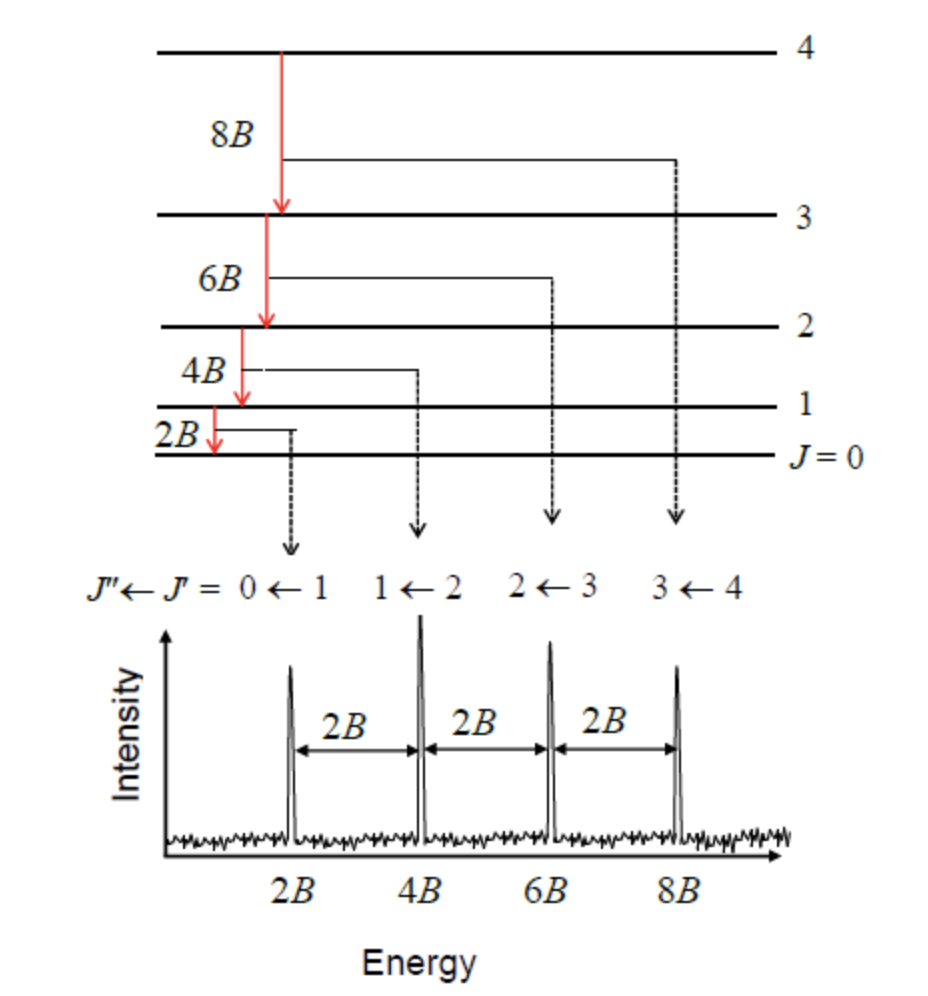 4
8B
3
6B
2
4B
1
2B
J = 0
J" ← J' = 0 ← 1 1 ← 2 2 ← 3 3 ← 4
Intensity
2B 2B 2B
2B 4B 6B 8B
Energy